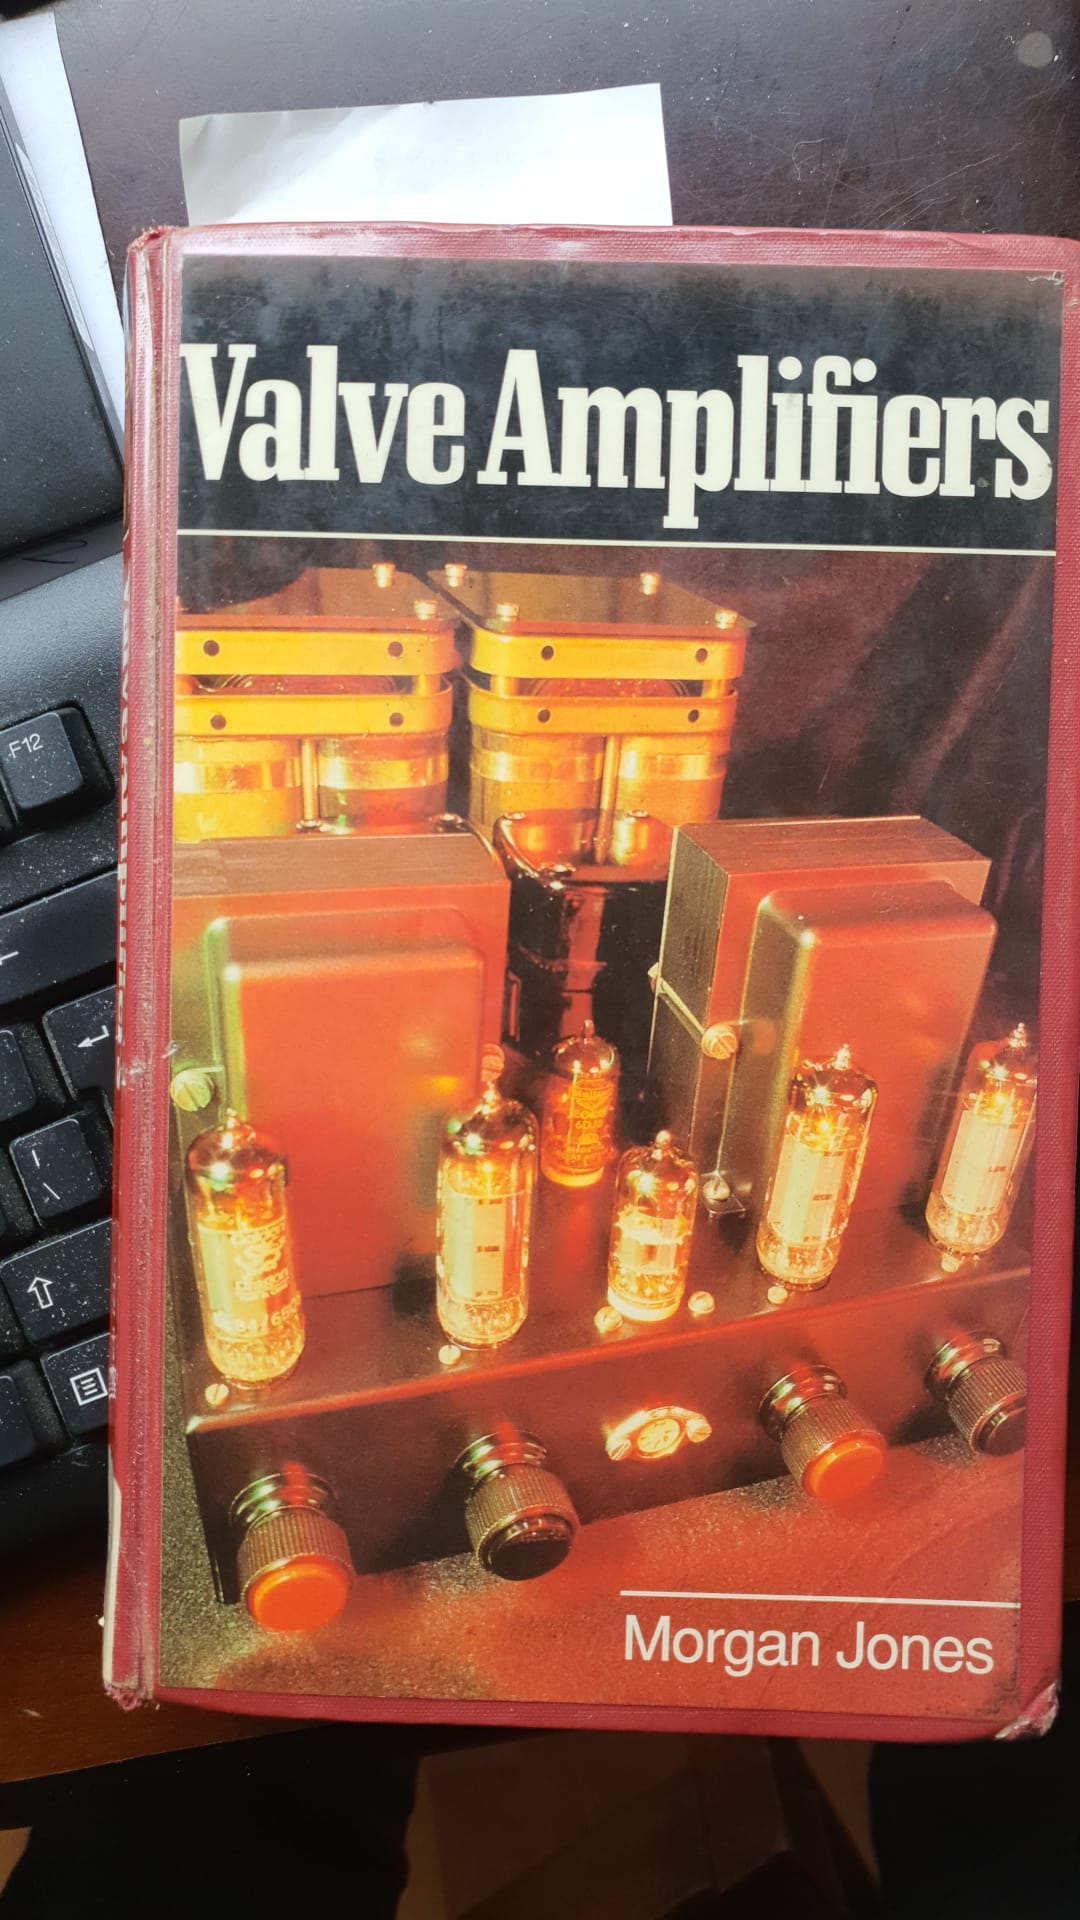 Valve Amplifiers
F12
Morgan Jones